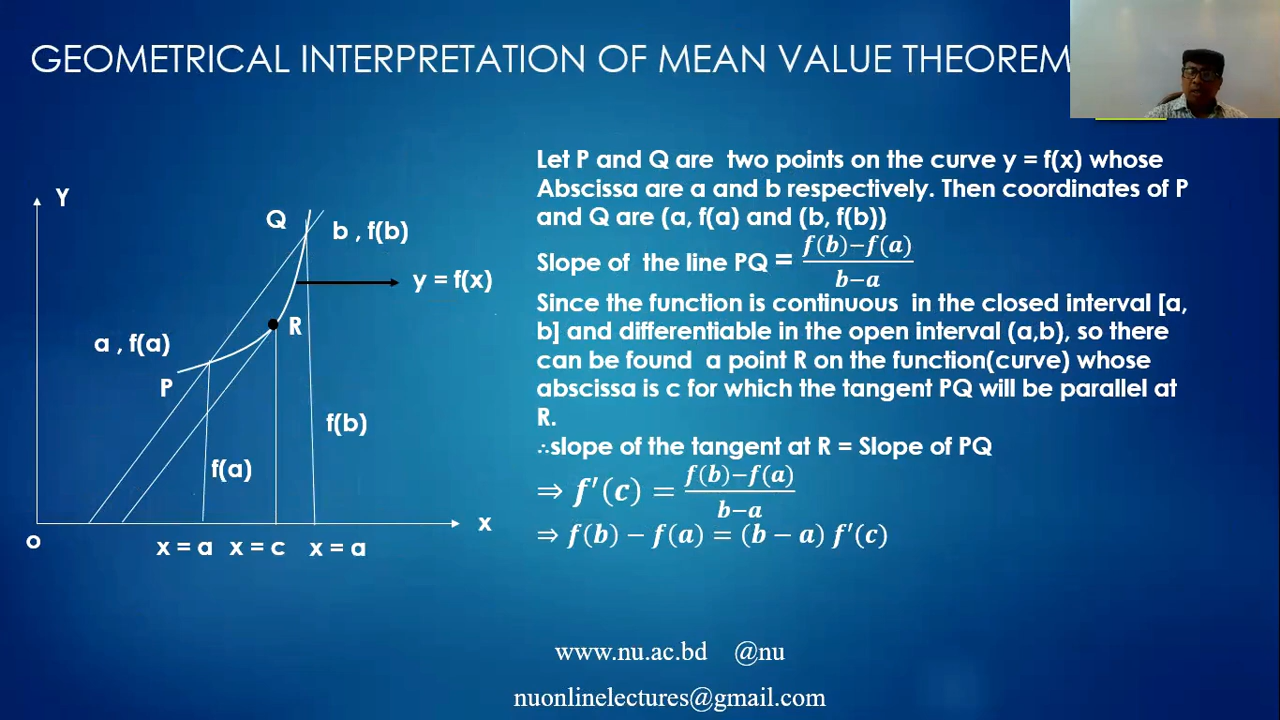 GEOMETRICAL INTERPRETATION OF MEAN VALUE THEOREM
Y
Q
b , f(b)
y = f(x)
R
a , f(a)
P
f(b)
f(a)
x
o
x = a x = c x = a
Let P and Q are two points on the curve y = f(x) whose
Abscissa are a and b respectively. Then coordinates of P
and Q are (a, f(a) and (b, f(b))
Slope of the line PQ = \frac{f(b)−f(a)}{b−a}
Since the function is continuous in the closed interval [a,
b] and differentiable in the open interval (a,b), so there
can be found a point R on the function(curve) whose
abscissa is c for which the tangent PQ will be parallel at
R.
∴slope of the tangent at R = Slope of PQ
⇒ f′(c) = \frac{f(b)−f(a)}{b−a}
⇒ f(b) − f(a) = (b − a) f′(c)
www.nu.ac.bd @nu
nuonlinelectures@gmail.com